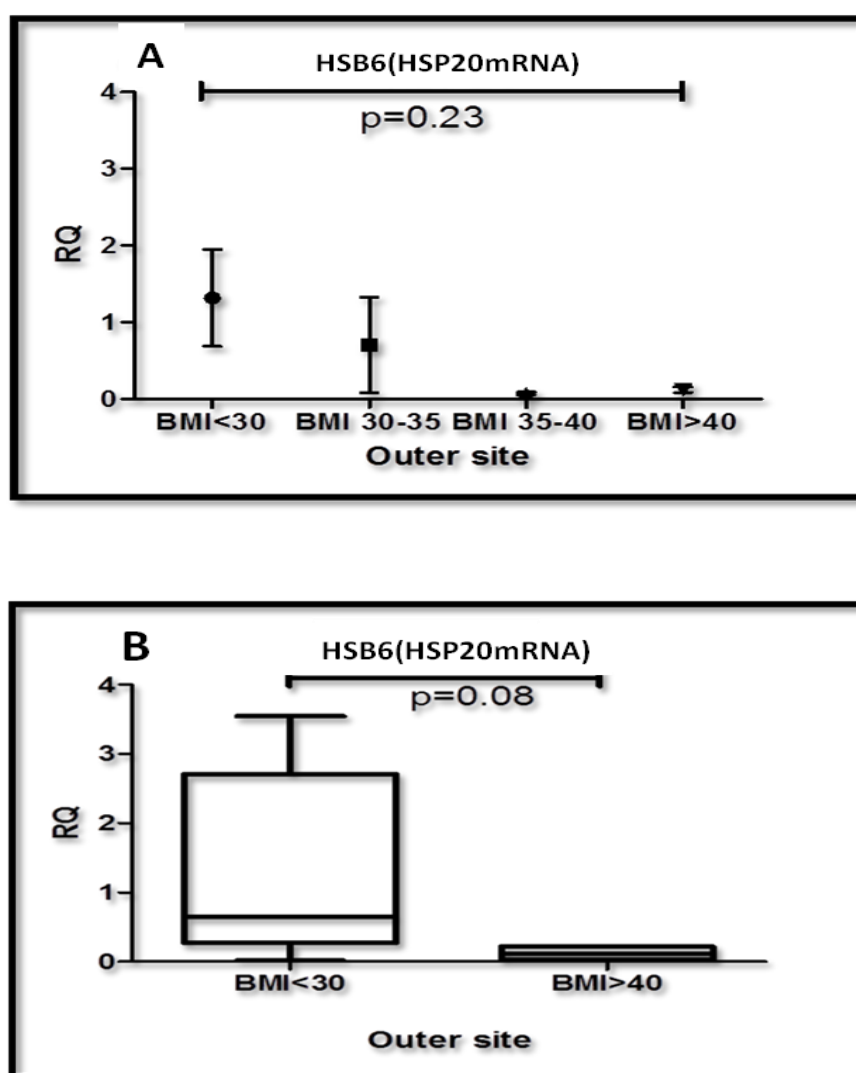 A
HSB6(HSP20mRNA)
p=0.23
4
3
2
1
0
RQ
BMI<30 BMI 30-35 BMI 35-40 BMI>40
Outer site
B
HSB6(HSP20mRNA)
p=0.08
4
3
2
1
0
RQ
BMI<30 BMI>40
Outer site